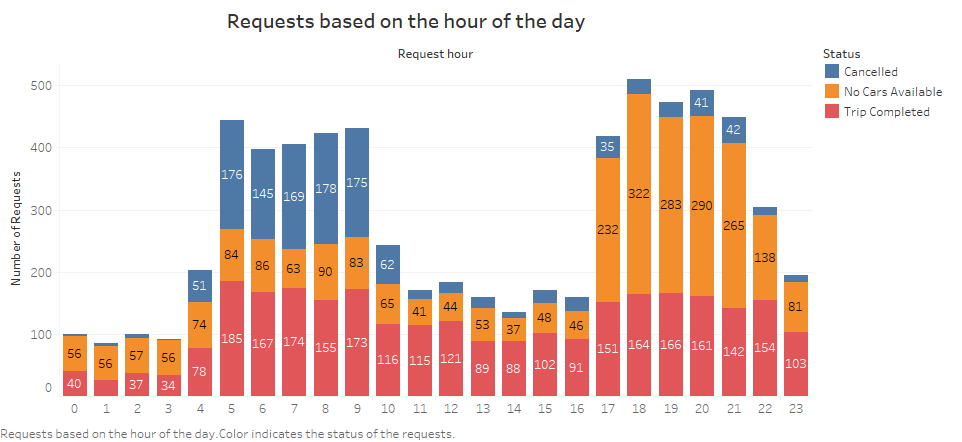 Requests based on the hour of the day
Request hour
Status
Cancelled
No Cars Available
Trip Completed
Number of Requests
500
400
300
200
100
0
176 145 169 178 175 35 41 42
51 62
56 56 57 56 74 84 86 63 90 83 65 41 44 53 37 48 46 232 322 283 290 265 138 81
40 37 34 78 185 167 174 155 173 116 115 121 89 88 102 91 151 164 166 161 142 154 103
0 1 2 3 4 5 6 7 8 9 10 11 12 13 14 15 16 17 18 19 20 21 22 23
Requests based on the hour of the day.Color indicates the status of the requests.